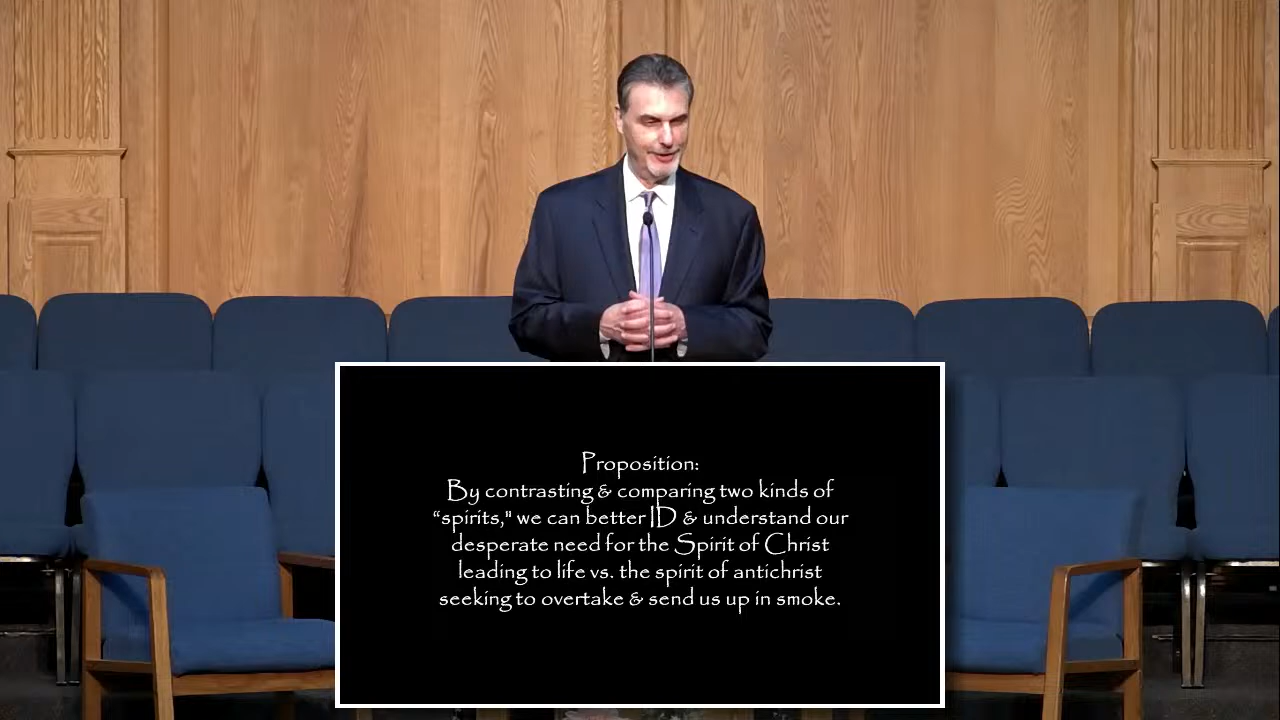 Proposition:
By contrasting & comparing two kinds of
“spirits," we can better ID & understand our
desperate need for the Spirit of Christ
leading to life vs. the spirit of antichrist
seeking to overtake & send us up in smoke.